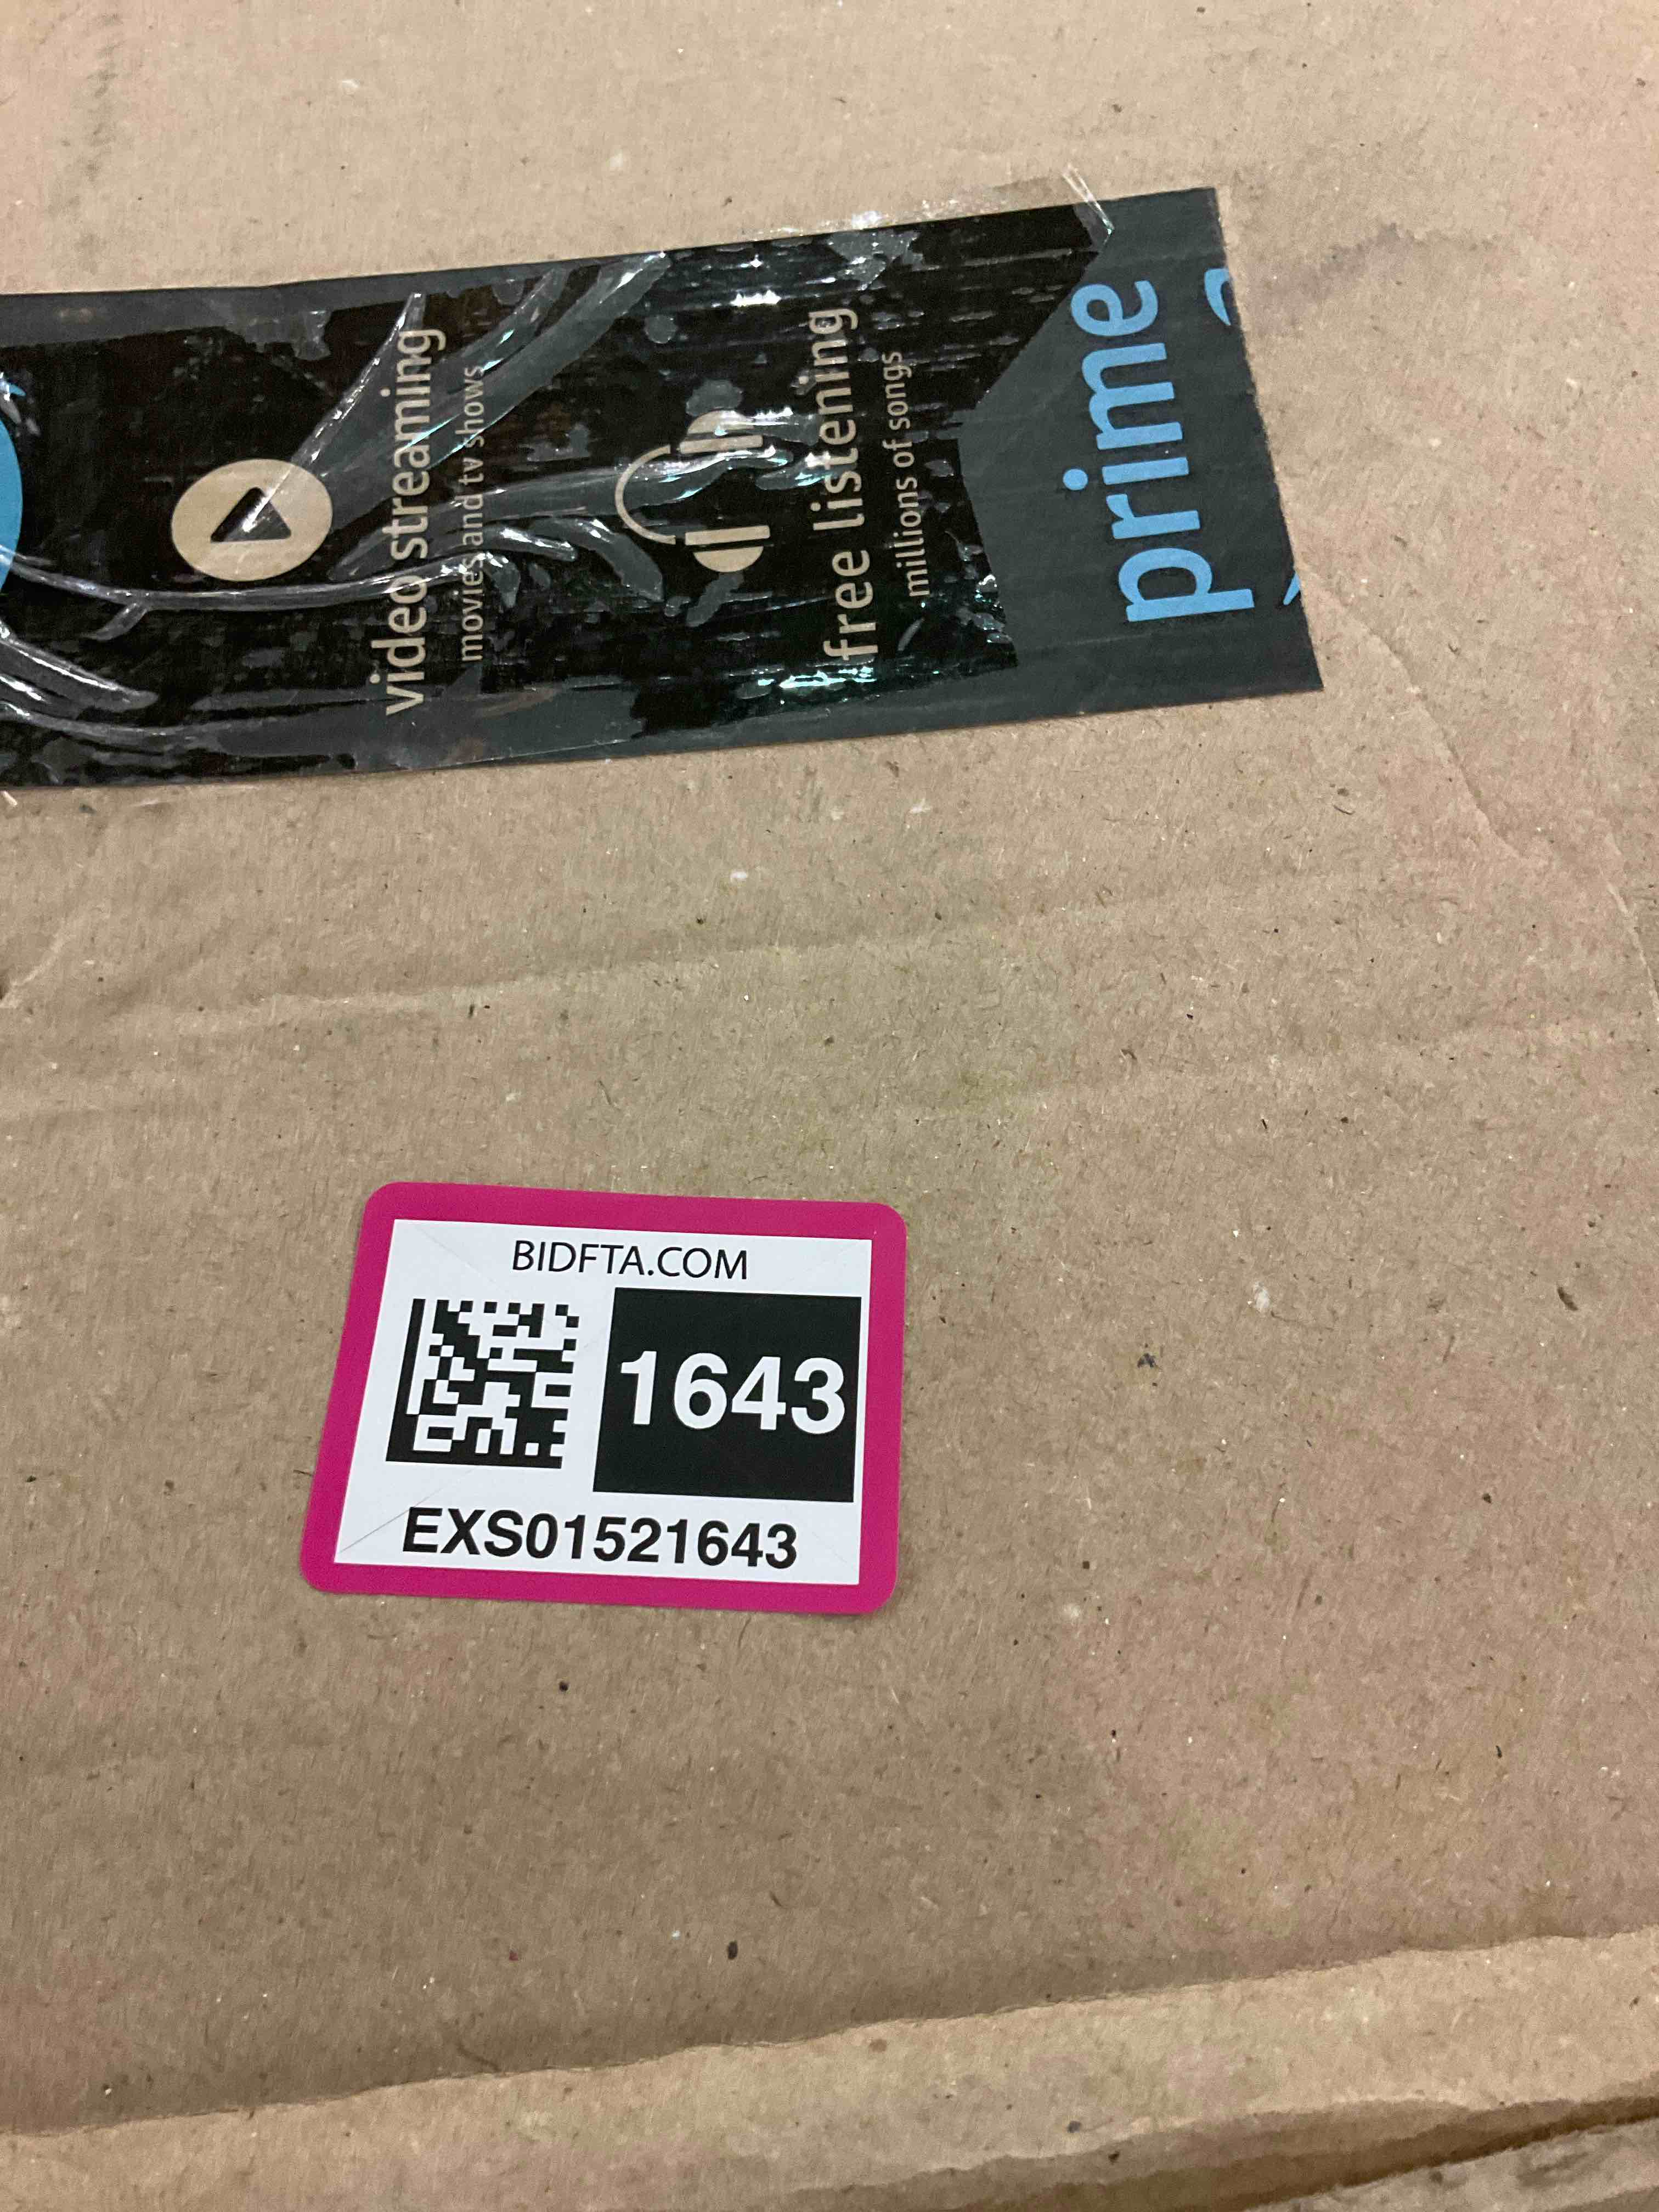 video streaming
movies and tv shows
free listening
millions of songs
prime
BIDFTA.COM
1643
EXS01521643